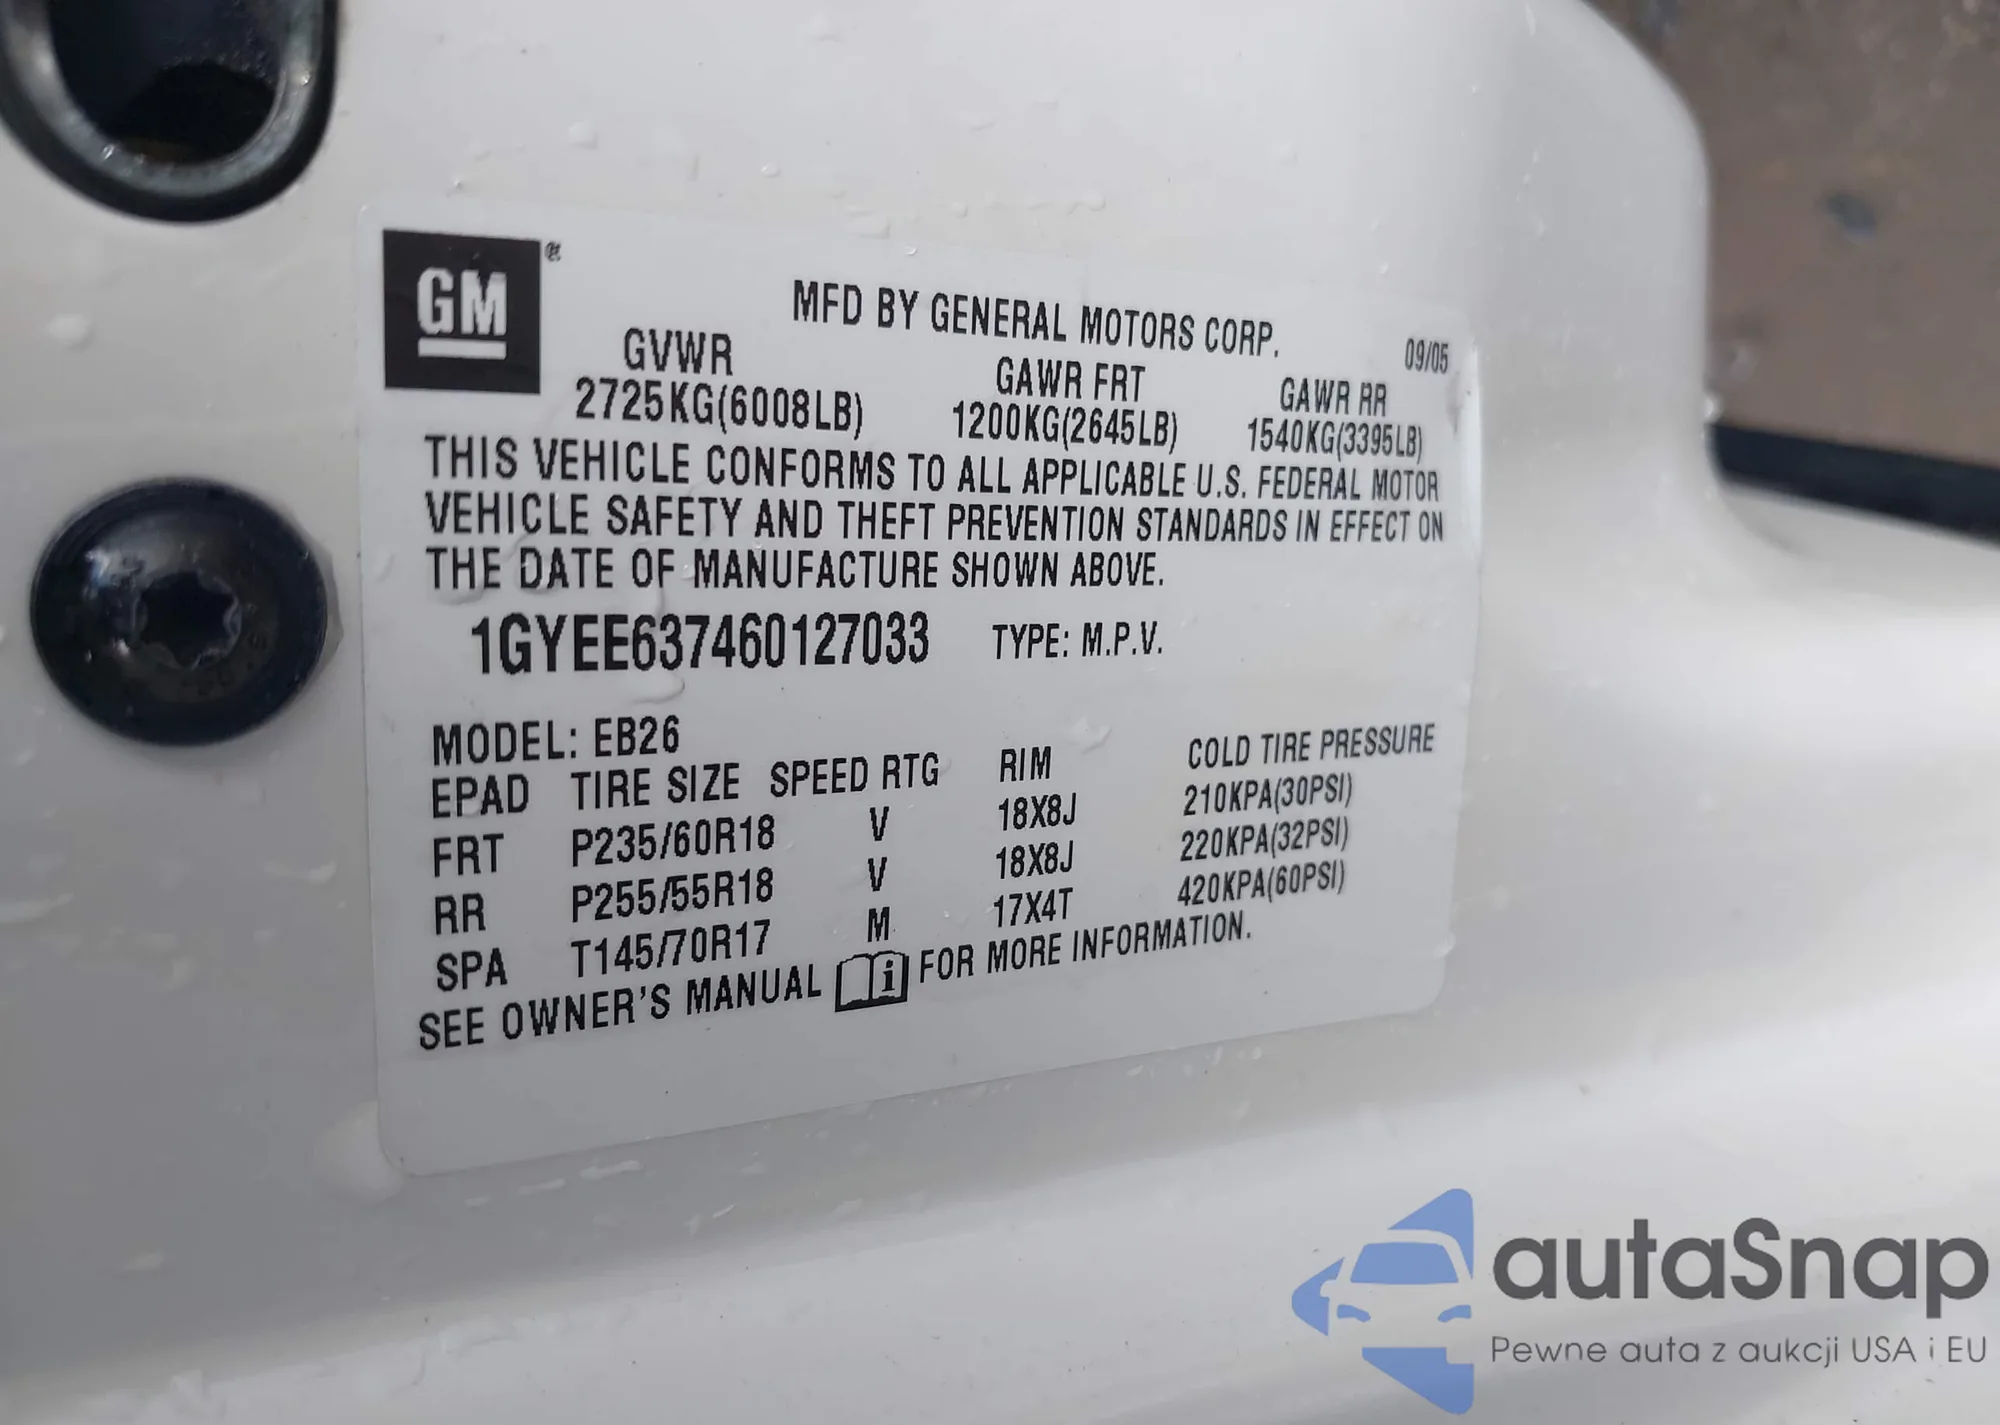 GM®
MFD BY GENERAL MOTORS CORP.
09/05
GVWR GAWR FRT GAWR RR
2725KG(6008LB) 1200KG(2645LB) 1540KG(3395LB)
THIS VEHICLE CONFORMS TO ALL APPLICABLE U.S. FEDERAL MOTOR
VEHICLE SAFETY AND THEFT PREVENTION STANDARDS IN EFFECT ON
THE DATE OF MANUFACTURE SHOWN ABOVE.
1GYEE637460127033 TYPE: M.P.V.
MODEL: EB26
EPAD TIRE SIZE SPEED RTG RIM COLD TIRE PRESSURE
FRT P235/60R18 V 18X8J 210KPA(30PSI)
RR P255/55R18 V 18X8J 220KPA(32PSI)
SPA T145/70R17 M 17X4T 420KPA(60PSI)
SEE OWNER'S MANUAL i FOR MORE INFORMATION.
autaSnap
Pewne auta z aukcji USA i EU